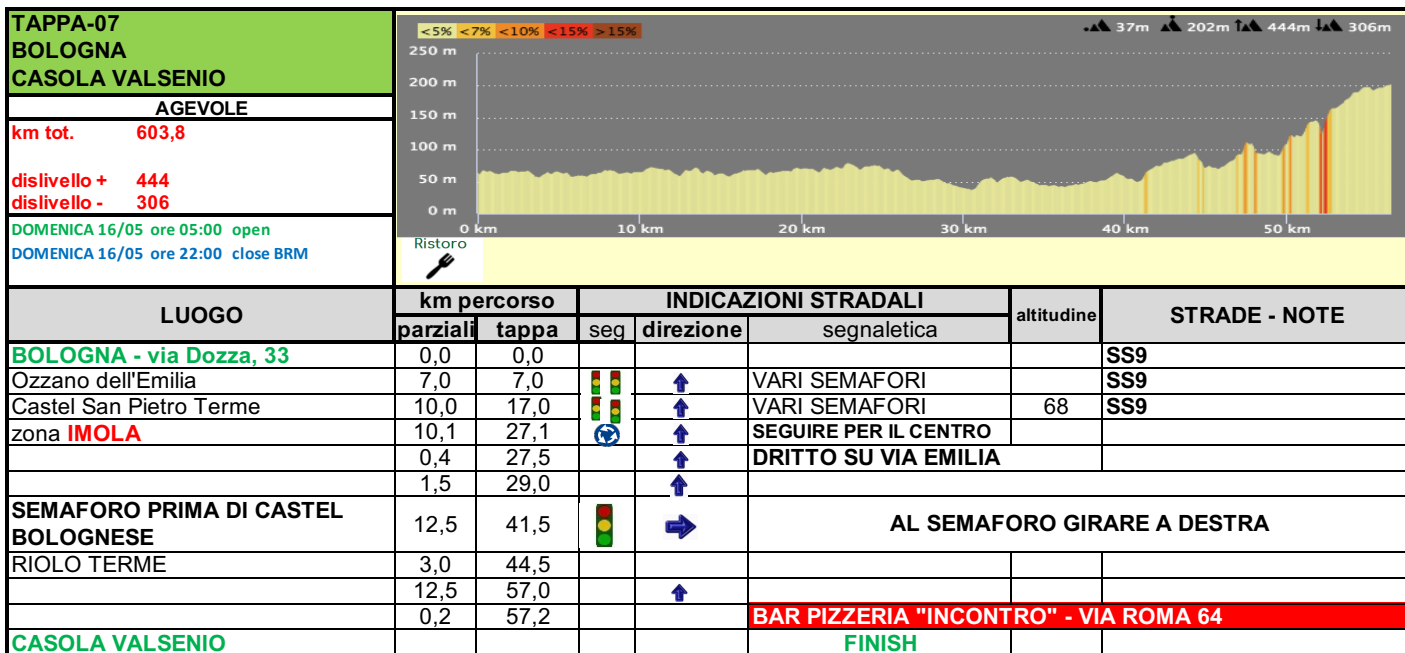 TAPPA-07
BOLOGNA
CASOLA VALSENIO
AGEVOLE
km tot. 603,8
dislivello + 444
dislivello - 306
DOMENICA 16/05 ore 05:00 open
DOMENICA 16/05 ore 22:00 close BRM
<5% <7% <10% <15% >15%
37m 202m 444m 306m
250 m
200 m
150 m
100 m
50 m
0 m
0 km 10 km 20 km 30 km 40 km 50 km
Ristoro
LUOGO km percorso INDICAZIONI STRADALI altitudine STRADE - NOTE
parziali tappa seg direzione segnaletica
BOLOGNA - via Dozza, 33 0,0 0,0 SS9
Ozzano dell'Emilia 7,0 7,0 VARI SEMAFORI SS9
Castel San Pietro Terme 10,0 17,0 VARI SEMAFORI 68 SS9
zona IMOLA 10,1 27,1 SEGUIRE PER IL CENTRO
0,4 27,5 DRITTO SU VIA EMILIA
1,5 29,0
SEMAFORO PRIMA DI CASTEL
BOLOGNESE 12,5 41,5 AL SEMAFORO GIRARE A DESTRA
RIOLO TERME 3,0 44,5
12,5 57,0
0,2 57,2 BAR PIZZERIA "INCONTRO" - VIA ROMA 64
CASOLA VALSENIO FINISH